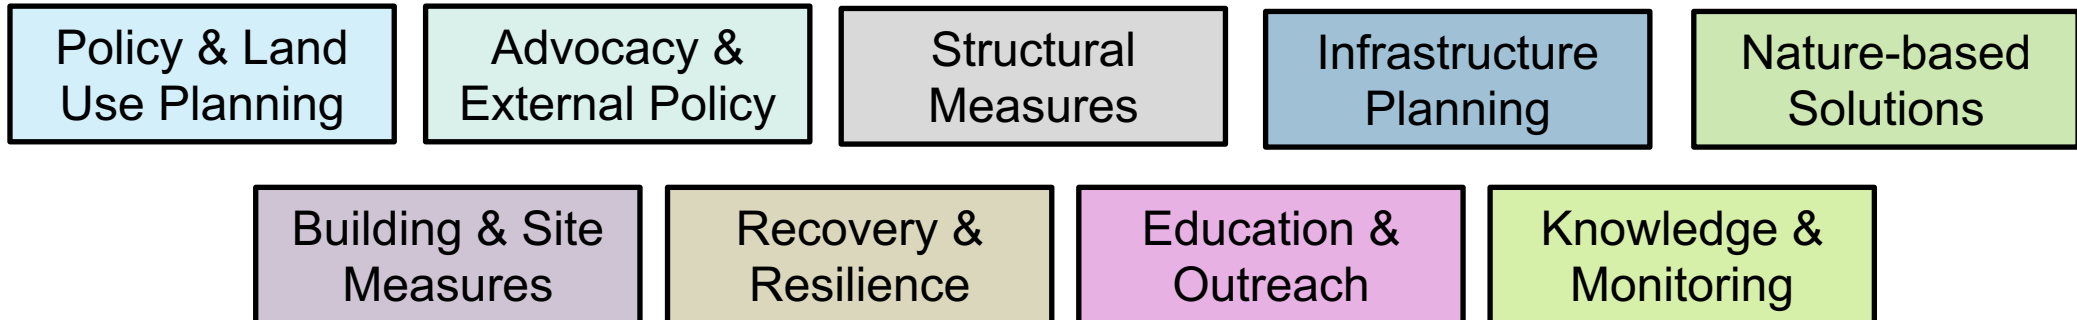 Policy & Land
Use Planning
Advocacy &
External Policy
Structural
Measures
Infrastructure
Planning
Nature-based
Solutions
Building & Site
Measures
Recovery &
Resilience
Education &
Outreach
Knowledge &
Monitoring